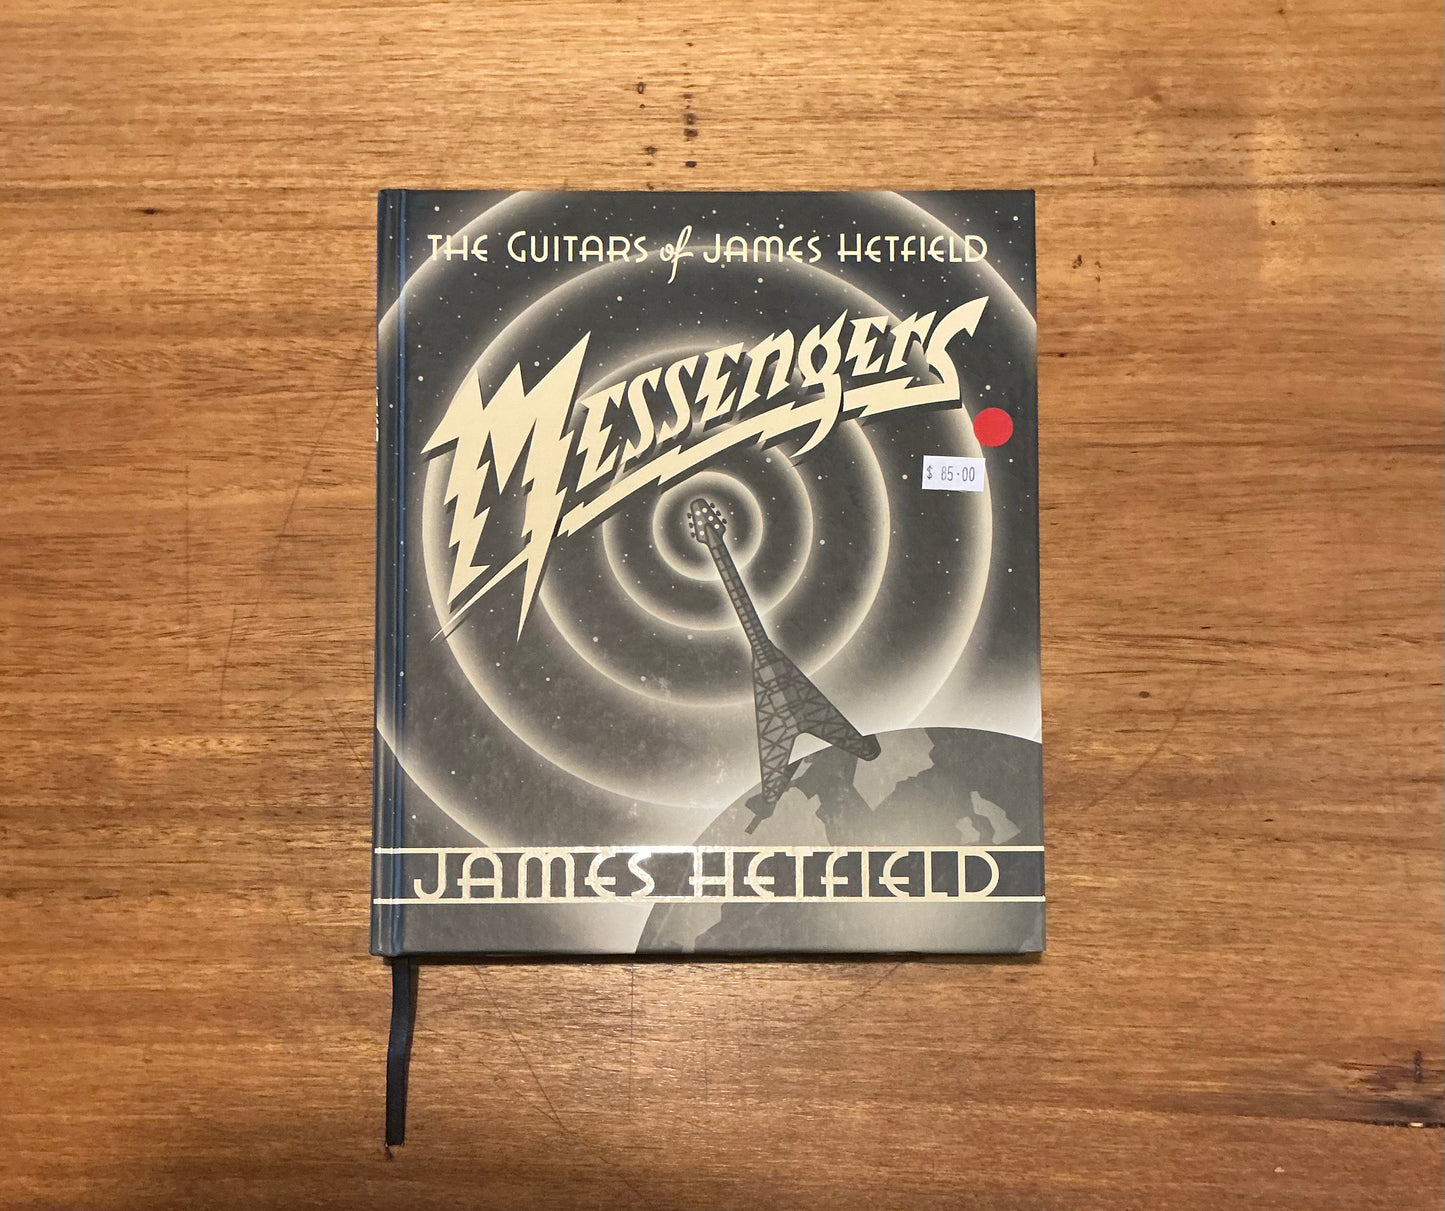 THE GUITARS of JAMES HETFIELD
MESSENGERS
$ 85.00
JAMES HETFIELD